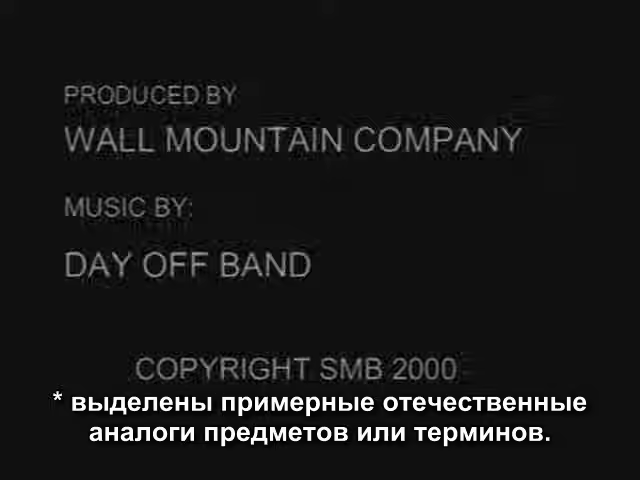 PRODUCED BY
WALL MOUNTAIN COMPANY
MUSIC BY:
DAY OFF BAND
COPYRIGHT SMB 2000
* выделены примерные отечественные
аналоги предметов или терминов.